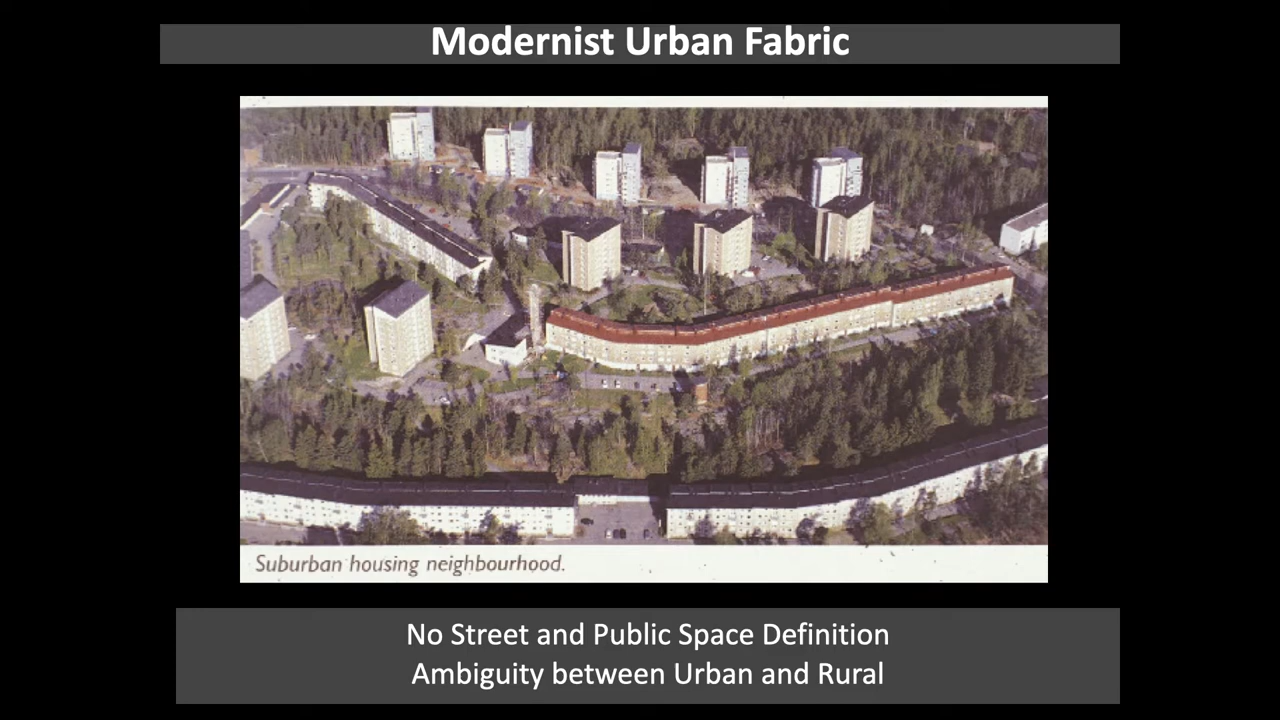 Modernist Urban Fabric
Suburban housing neighbourhood.
No Street and Public Space Definition
Ambiguity between Urban and Rural